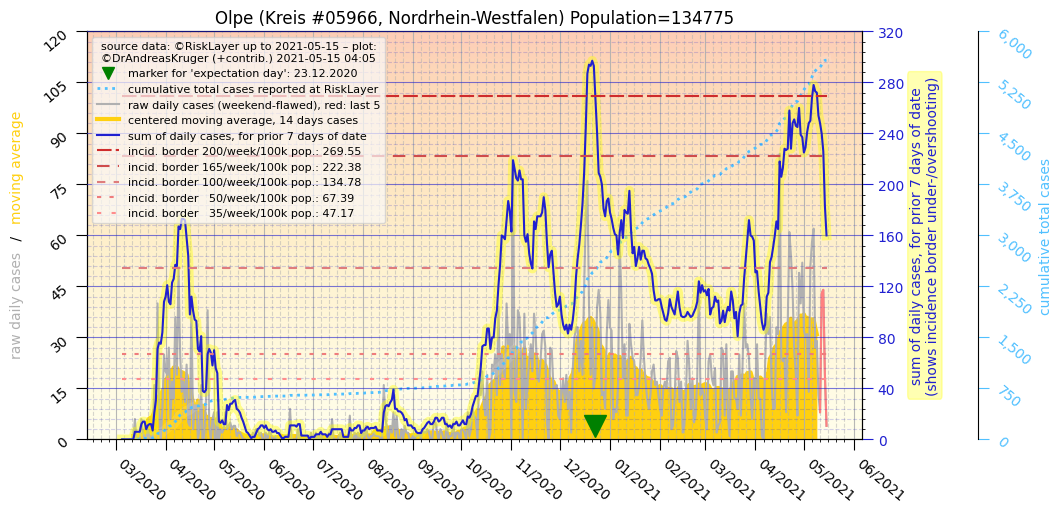 Olpe (Kreis #05966, Nordrhein-Westfalen) Population=134775
source data: ©RiskLayer up to 2021-05-15 – plot:
©DrAndreasKruger (+contrib.) 2021-05-15 04:05
marker for 'expectation day': 23.12.2020
cumulative total cases reported at RiskLayer
raw daily cases (weekend-flawed), red: last 5
centered moving average, 14 days cases
sum of daily cases, for prior 7 days of date
incid. border 200/week/100k pop.: 269.55
incid. border 165/week/100k pop.: 222.38
incid. border 100/week/100k pop.: 134.78
incid. border   50/week/100k pop.: 67.39
incid. border   35/week/100k pop.: 47.17
raw daily cases   /   moving average
120
105
90
75
60
45
30
15
0
03/2020
04/2020
05/2020
06/2020
07/2020
08/2020
09/2020
10/2020
11/2020
12/2020
01/2021
02/2021
03/2021
04/2021
05/2021
06/2021
320
280
240
200
160
120
80
40
0
sum of daily cases, for prior 7 days of date
(shows incidence border under-/overshooting)
6,000
5,250
4,500
3,750
3,000
2,250
1,500
750
0
cumulative total cases